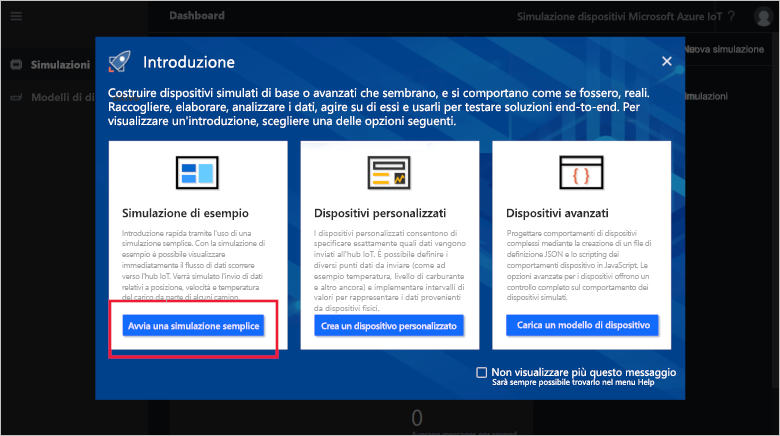 Dashboard
Simulazione dispositivi Microsoft Azure IoT ?
Simulazioni
Modelli di di
simulazione
mulazioni
Introduzione
Costruire dispositivi simulati di base o avanzati che sembrano, e si comportano come se fossero, reali.
Raccogliere, elaborare, analizzare i dati, agire su di essi e usarli per testare soluzioni end-to-end. Per
visualizzare un'introduzione, scegliere una delle opzioni seguenti.
Simulazione di esempio
Introduzione rapida tramite l'uso di una
simulazione semplice. Con la simulazione di
esempio è possibile visualizzare
immediatamente il flusso di dati scorrere
verso l'hub IoT. Verrà simulato l'invio di dati
relativi a posizione, velocità e temperatura
del carico da parte di alcuni camion.
Avvia una simulazione semplice
Dispositivi personalizzati
I dispositivi personalizzati consentono di
specificare esattamente quali dati vengono
inviati all'hub IoT. È possibile definire i
diversi punti dati da inviare (come ad
esempio temperatura, livello di carburante
e altro ancora) e implementare intervalli di
valori per rappresentare i dati provenienti
da dispositivi fisici.
Crea un dispositivo personalizzato
Dispositivi avanzati
Progettare comportamenti di dispositivi
complessi mediante la creazione di un file di
definizione JSON e lo scripting dei
comportamenti dispositivo in JavaScript. Le
opzioni avanzate per i dispositivi offrono un
controllo completo sul comportamento dei
dispositivi simulati.
Carica un modello di dispositivo
Non visualizzare più questo messaggio
Sarà sempre possibile trovarlo nel menu Help
0